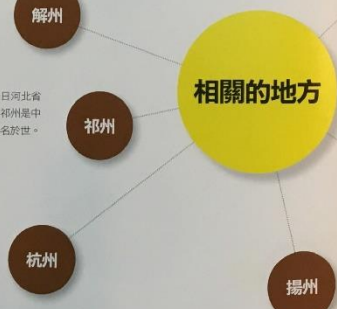 解州
相關的地方
日河北省
祁州是中
名於世。
祁州
杭州
揚州